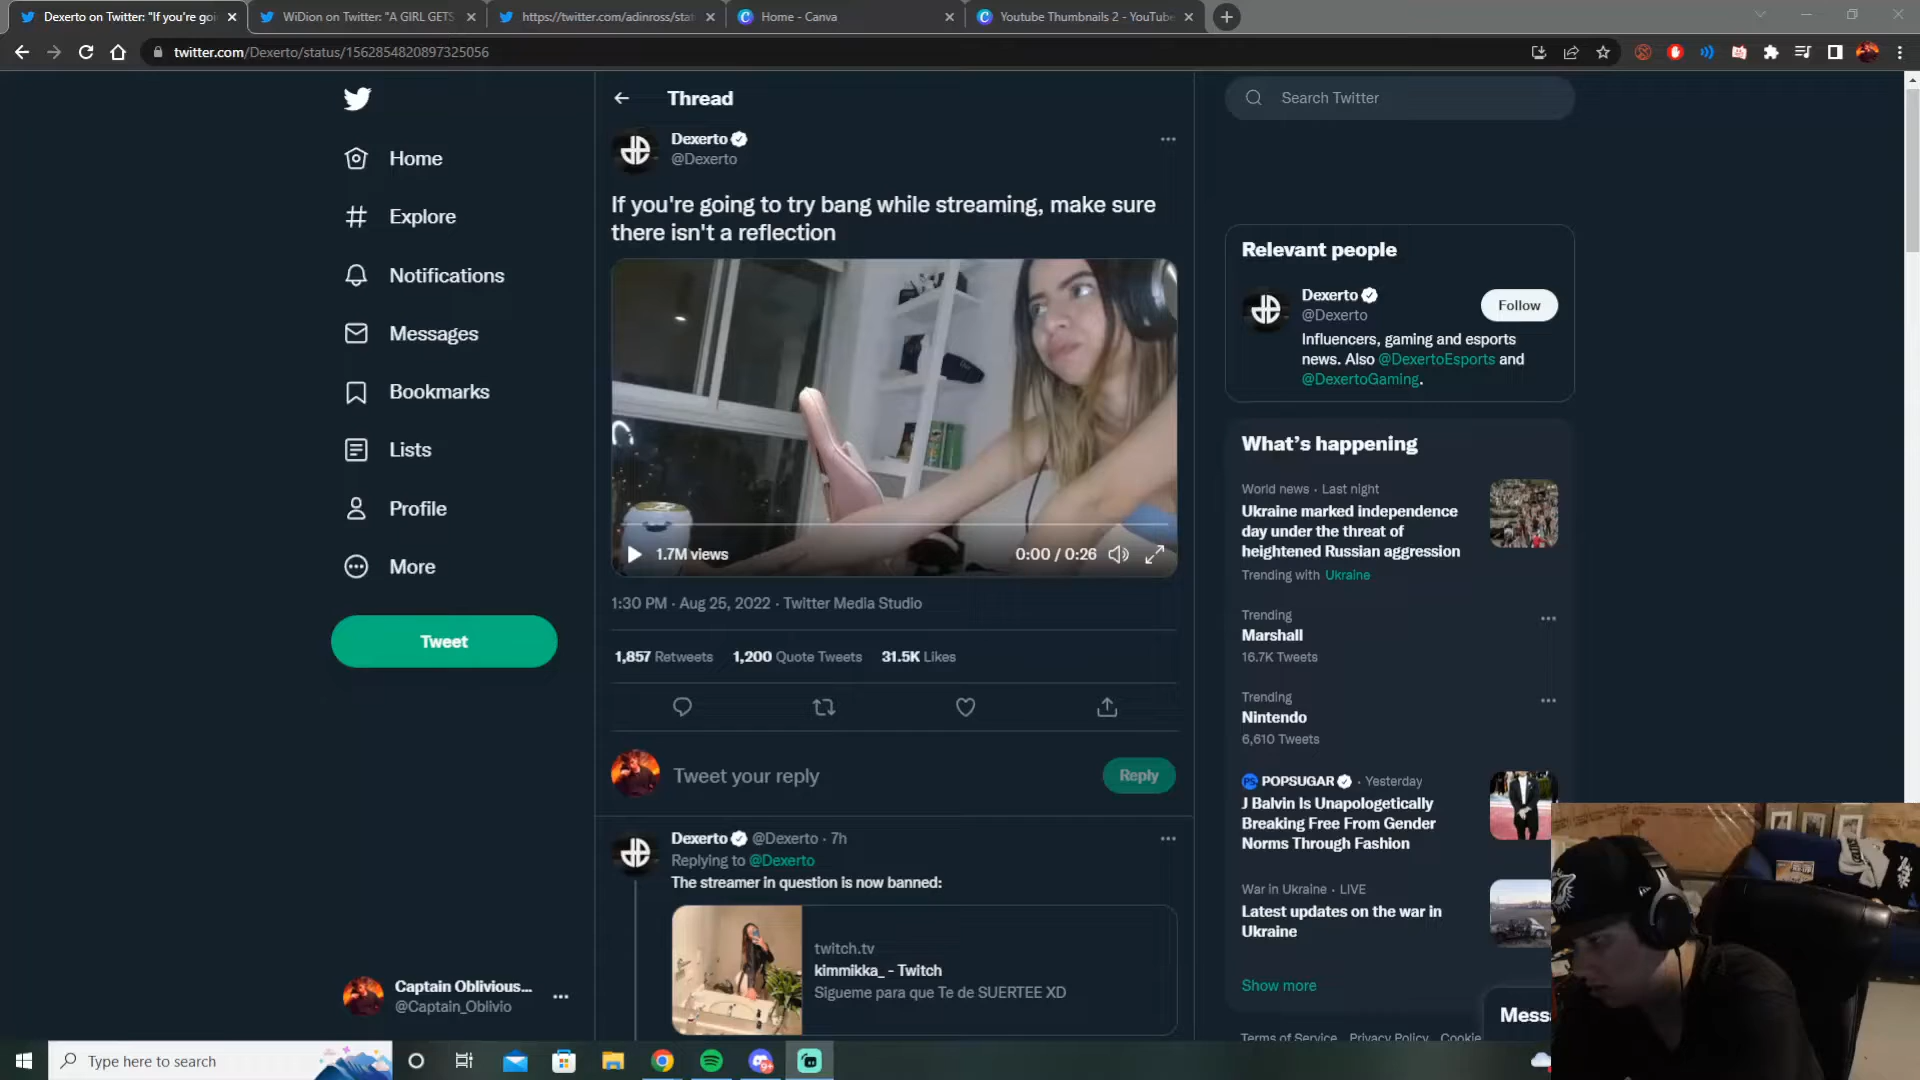 Dexerto on Twitter: "If you're goi
WiDion on Twitter: "A GIRL GETS
https://twitter.com/adinross/stat
Home - Canva
Youtube Thumbnails 2 - YouTube
twitter.com/Dexerto/status/1562854820897325056
Home
Explore
Notifications
Messages
Bookmarks
Lists
Profile
More
Tweet
Captain Oblivious...
@Captain_Oblivio
Thread
Dexerto
@Dexerto
If you're going to try bang while streaming, make sure
there isn't a reflection
1.7M views
0:00 / 0:26
1:30 PM · Aug 25, 2022 · Twitter Media Studio
1,857 Retweets 1,200 Quote Tweets 31.5K Likes
Tweet your reply
Reply
Dexerto @Dexerto · 7h
Replying to @Dexerto
The streamer in question is now banned:
twitch.tv
kimmikka_ - Twitch
Sigueme para que Te de SUERTEE XD
Search Twitter
Relevant people
Dexerto
@Dexerto
Follow
Influencers, gaming and esports
news. Also @DexertoEsports and
@DexertoGaming.
What's happening
World news · Last night
Ukraine marked independence
day under the threat of
heightened Russian aggression
Trending with Ukraine
Trending
Marshall
16.7K Tweets
Trending
Nintendo
6,610 Tweets
POPSUGAR · Yesterday
J Balvin Is Unapologetically
Breaking Free From Gender
Norms Through Fashion
War in Ukraine · LIVE
Latest updates on the war in
Ukraine
Show more
Mess
Terms of Service Privacy Policy Cookie
Type here to search
9+